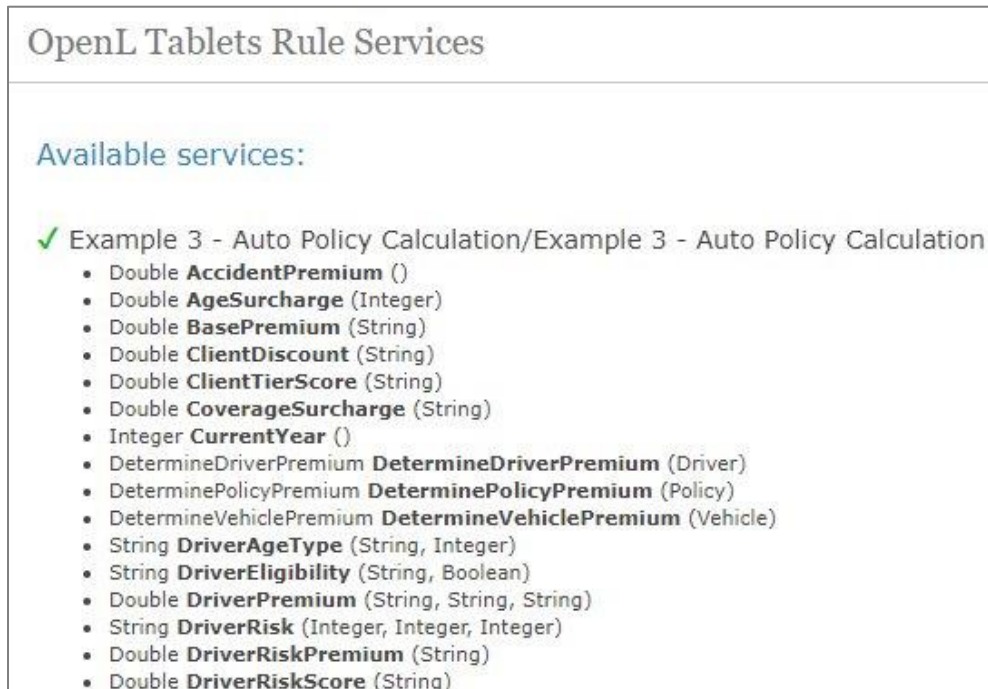 OpenL Tablets Rule Services
Available services:
✓ Example 3 - Auto Policy Calculation/Example 3 - Auto Policy Calculation
• Double AccidentPremium ()
• Double AgeSurcharge (Integer)
• Double BasePremium (String)
• Double ClientDiscount (String)
• Double ClientTierScore (String)
• Double CoverageSurcharge (String)
• Integer CurrentYear ()
• DetermineDriverPremium DetermineDriverPremium (Driver)
• DeterminePolicyPremium DeterminePolicyPremium (Policy)
• DetermineVehiclePremium DetermineVehiclePremium (Vehicle)
• String DriverAgeType (String, Integer)
• String DriverEligibility (String, Boolean)
• Double DriverPremium (String, String, String)
• String DriverRisk (Integer, Integer, Integer)
• Double DriverRiskPremium (String)
• Double DriverRiskScore (String)